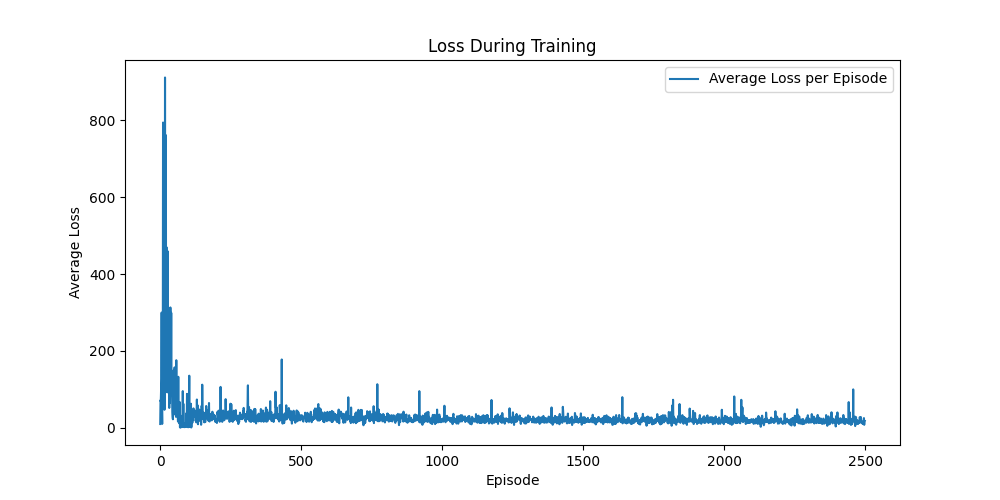 Loss During Training
Average Loss per Episode
Average Loss
800
600
400
200
0
0 500 1000 1500 2000 2500
Episode